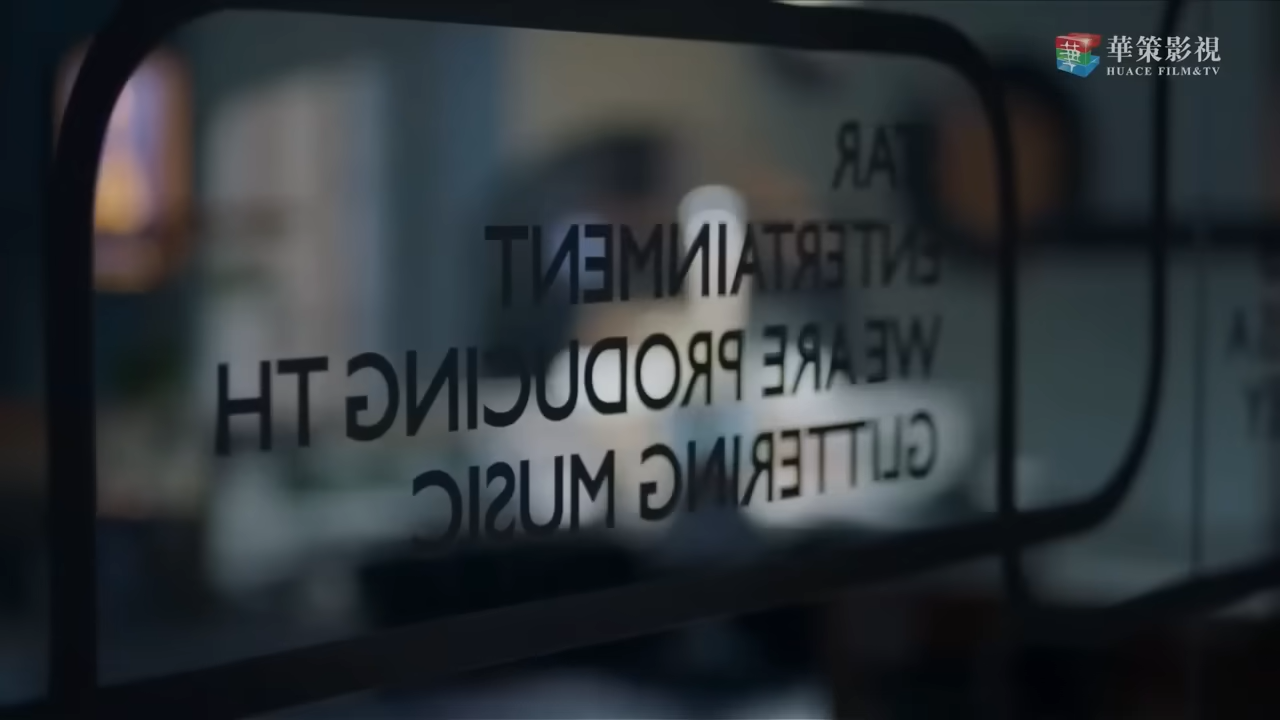 華策影視
HUACE FILM&TV
TAR
ENTERTAINMENT
WE ARE PRODUCING TH
GLITTERING MUSIC